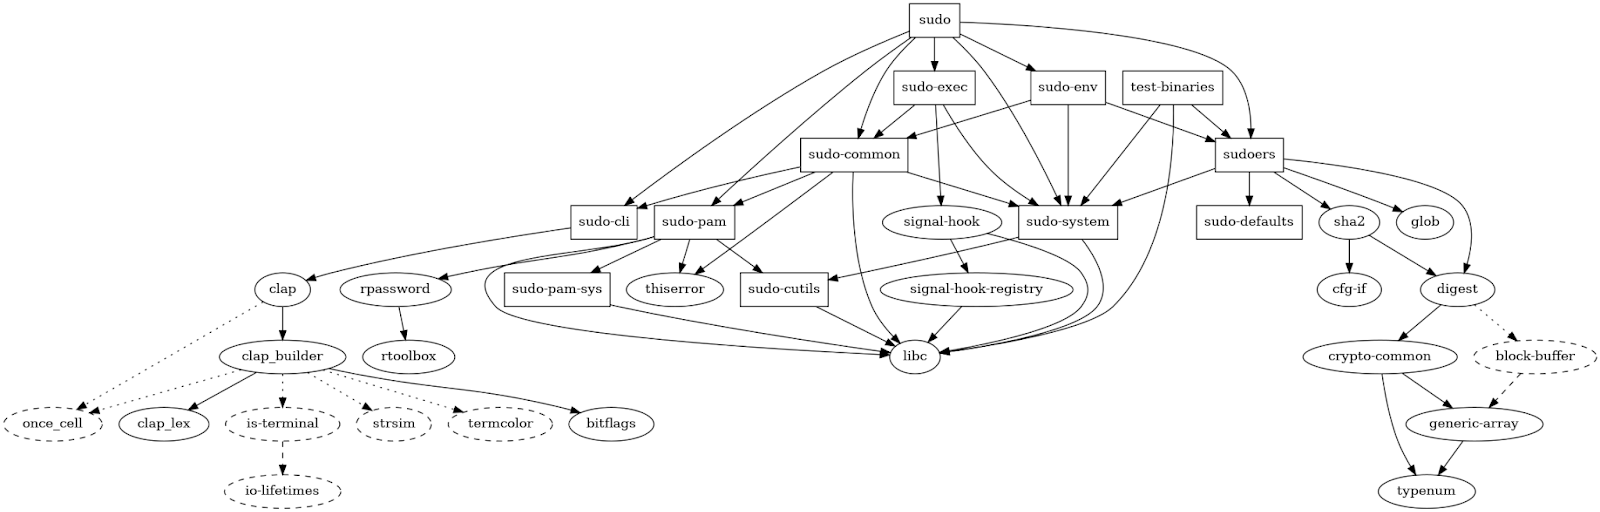 sudo
sudo-exec
sudo-env
test-binaries
sudo-common
sudoers
sudo-cli
sudo-pam
signal-hook
sudo-system
sudo-defaults
sha2
glob
clap
rpassword
sudo-pam-sys
thiserror
sudo-cutils
signal-hook-registry
cfg-if
digest
clap_builder
rtoolbox
libc
crypto-common
block-buffer
once_cell
clap_lex
is-terminal
strsim
termcolor
bitflags
generic-array
io-lifetimes
typenum